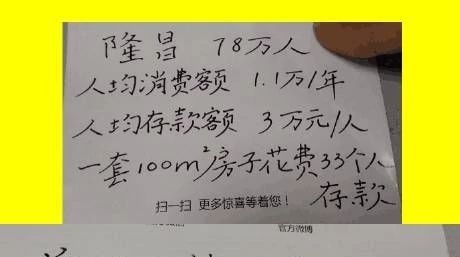 隆昌 78万人
人均消费额 1.1万/年
人均存款额 3万元/人
一套100m²房子花费33个人
存款
扫一扫 更多惊喜等着您！
官方微博